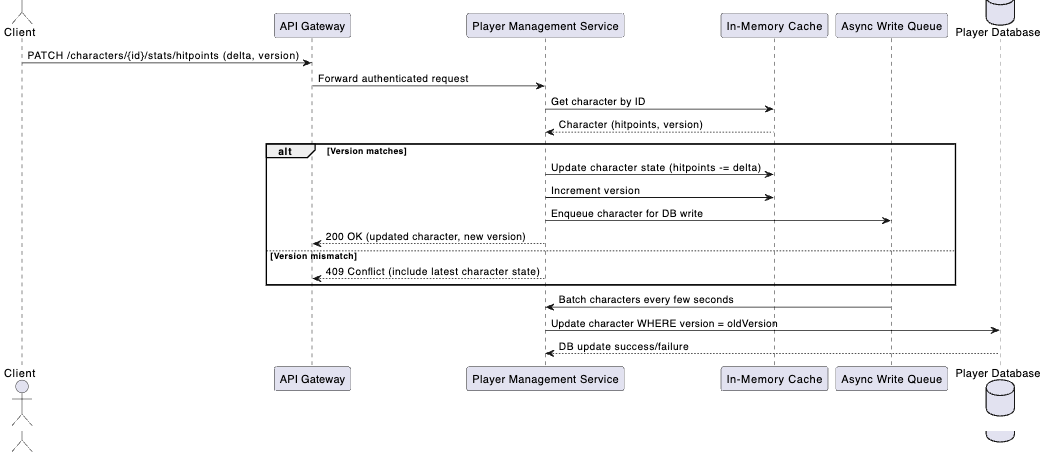 Client
API Gateway
Player Management Service
In-Memory Cache
Async Write Queue
Player Database
PATCH /characters/{id}/stats/hitpoints (delta, version)
Forward authenticated request
Get character by ID
Character (hitpoints, version)
alt
[Version matches]
Update character state (hitpoints -= delta)
Increment version
Enqueue character for DB write
200 OK (updated character, new version)
[Version mismatch]
409 Conflict (include latest character state)
Batch characters every few seconds
Update character WHERE version = oldVersion
DB update success/failure
Client
API Gateway
Player Management Service
In-Memory Cache
Async Write Queue
Player Database